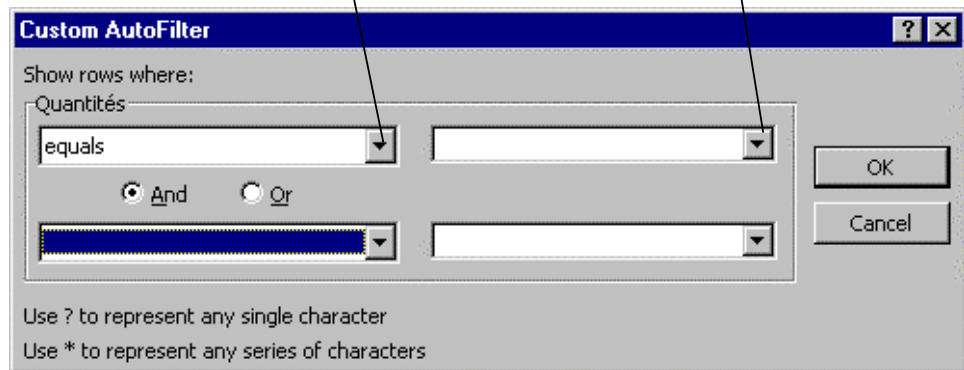 Custom AutoFilter
Show rows where:
Quantités
equals
And Or
OK
Cancel
Use ? to represent any single character
Use * to represent any series of characters